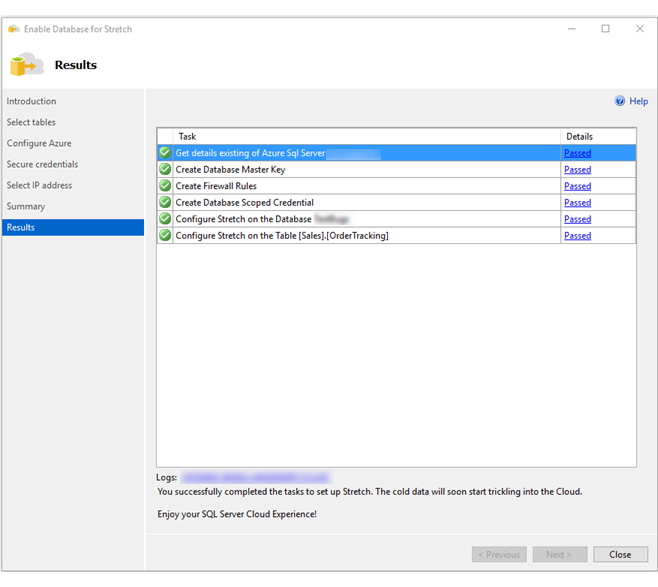 Enable Database for Stretch
Results
Introduction
Select tables
Configure Azure
Secure credentials
Select IP address
Summary
Results
Help
Task Details
Get details existing of Azure Sql Server Passed
Create Database Master Key Passed
Create Firewall Rules Passed
Create Database Scoped Credential Passed
Configure Stretch on the Database Passed
Configure Stretch on the Table [Sales].[OrderTracking] Passed
Logs:
You successfully completed the tasks to set up Stretch. The cold data will soon start trickling into the Cloud.
Enjoy your SQL Server Cloud Experience!
< Previous Next > Close